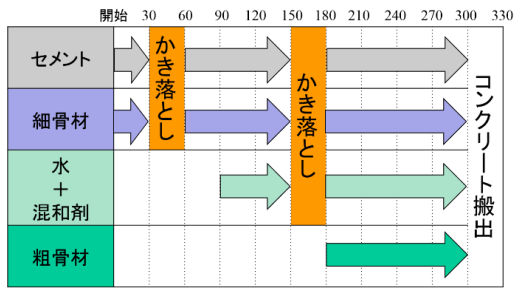 開始 30 60 90 120 150 180 210 240 270 300 330
セメント
細骨材
水
＋
混和剤
粗骨材
かき落とし
かき落とし
コンクリート搬出